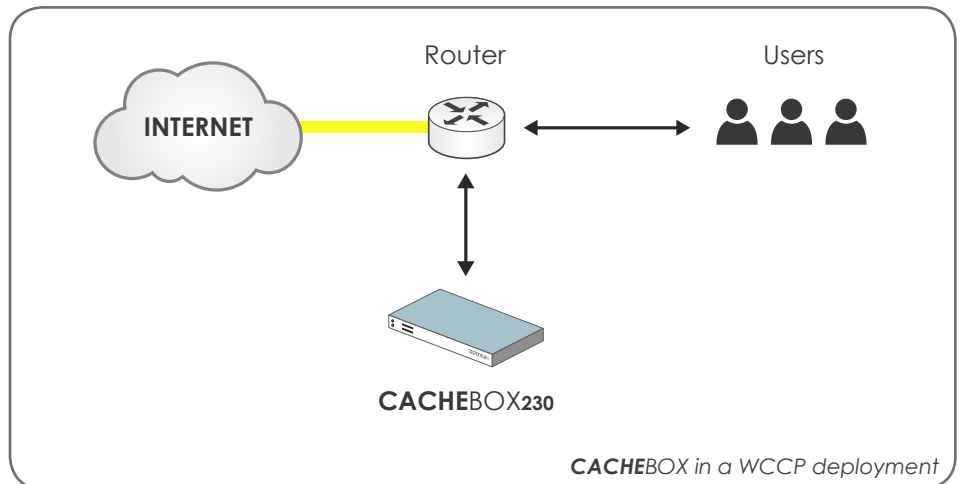 Router
Users
INTERNET
CACHEBOX230
CACHEBOX in a WCCP deployment